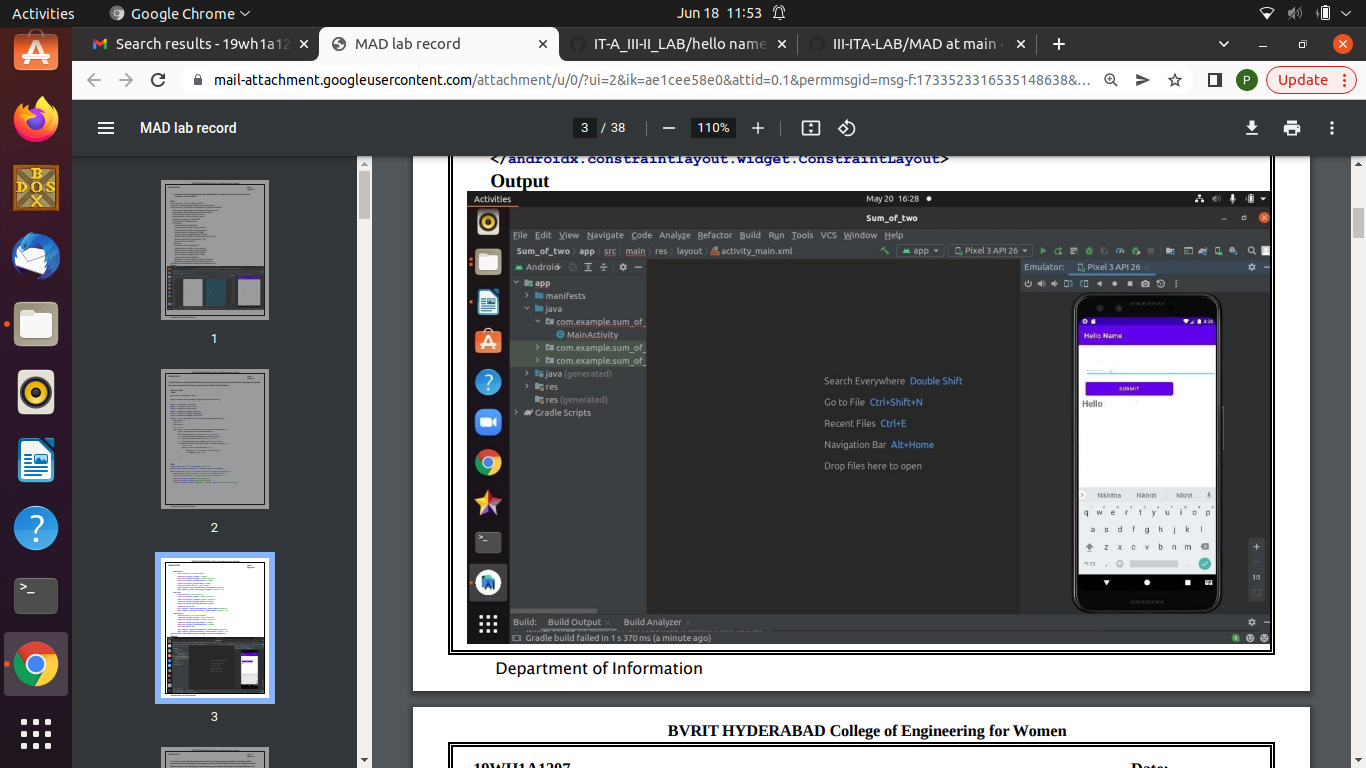 Activities
Google Chrome
Jun 18 11:53
Search results - 19wh1a12
MAD lab record
IT-A_III-II_LAB/hello name
III-ITA-LAB/MAD at main
mail-attachment.googleusercontent.com/attachment/u/0/?ui=2&ik=ae1cee58e0&attid=0.1&permmsgid=msg-f:1733523316535148638&...
P
Update
MAD lab record
3 / 38
110%
1
2
3
</androidx.constraintlayout.widget.ConstraintLayout>
Output
Activities
May 20 16:28
Sum_of_two
File Edit View Navigate Code Analyze Refactor Build Run Tools VCS Window Help
Sum_of_two app src main res layout activity_main.xml
app
Pixel 3 API 26
Android
Emulator: Pixel 3 API 26
app
manifests
java
com.example.sum_of_
MainActivity
com.example.sum_of_
com.example.sum_of_
java (generated)
res
res (generated)
Gradle Scripts
Search Everywhere Double Shift
Go to File Ctrl+Shift+N
Recent Files Ctrl+E
Navigation Bar Alt+Home
Drop files here to open
4:28
Hello Name
SUBMIT
Hello
Nikhitha Nikhith Nikhit
q w e r t y u i o p
a s d f g h j k l
z x c v b n m
?123 , .
1:1
Build: Build Output Build Analyzer
Gradle build failed in 1 s 370 ms (a minute ago)
Department of Information
BVRIT HYDERABAD College of Engineering for Women
19WH1A1207
Date: